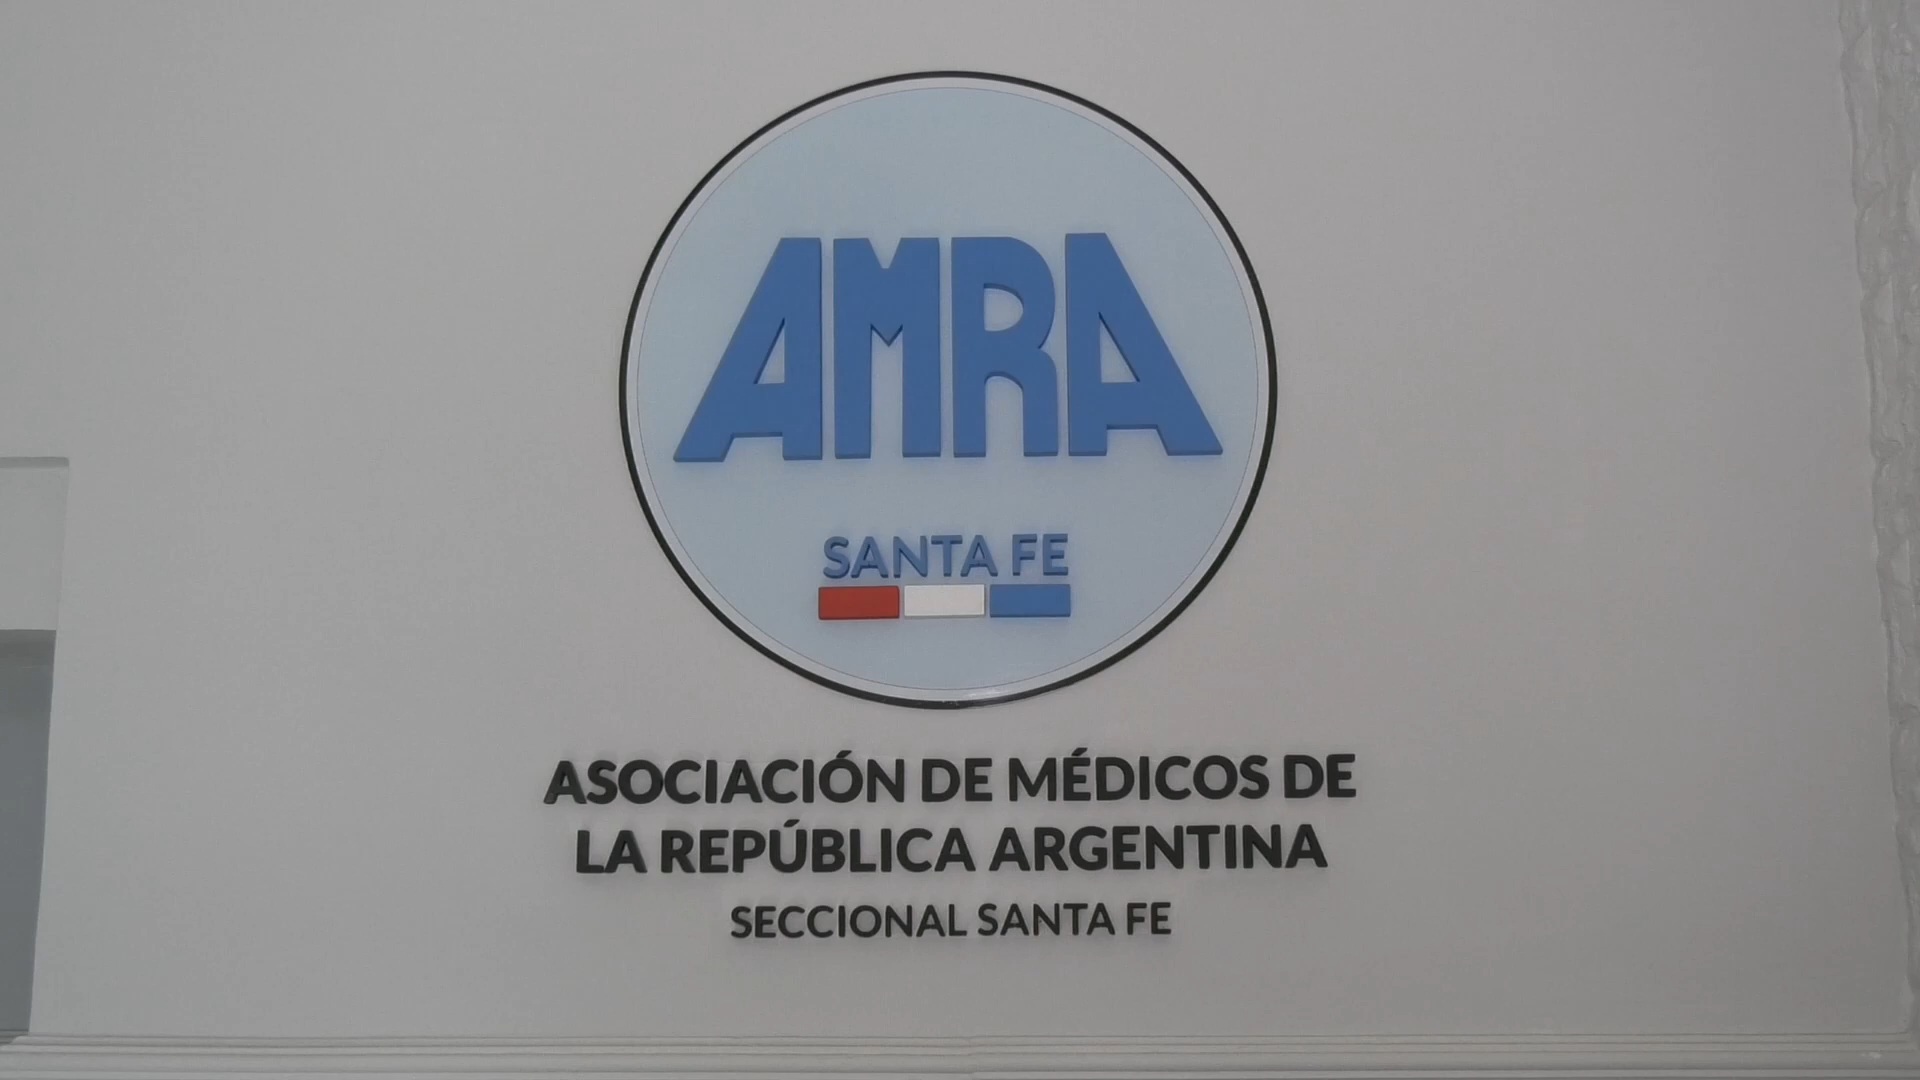 AMRA
SANTA FE
ASOCIACIÓN DE MÉDICOS DE
LA REPÚBLICA ARGENTINA
SECCIONAL SANTA FE